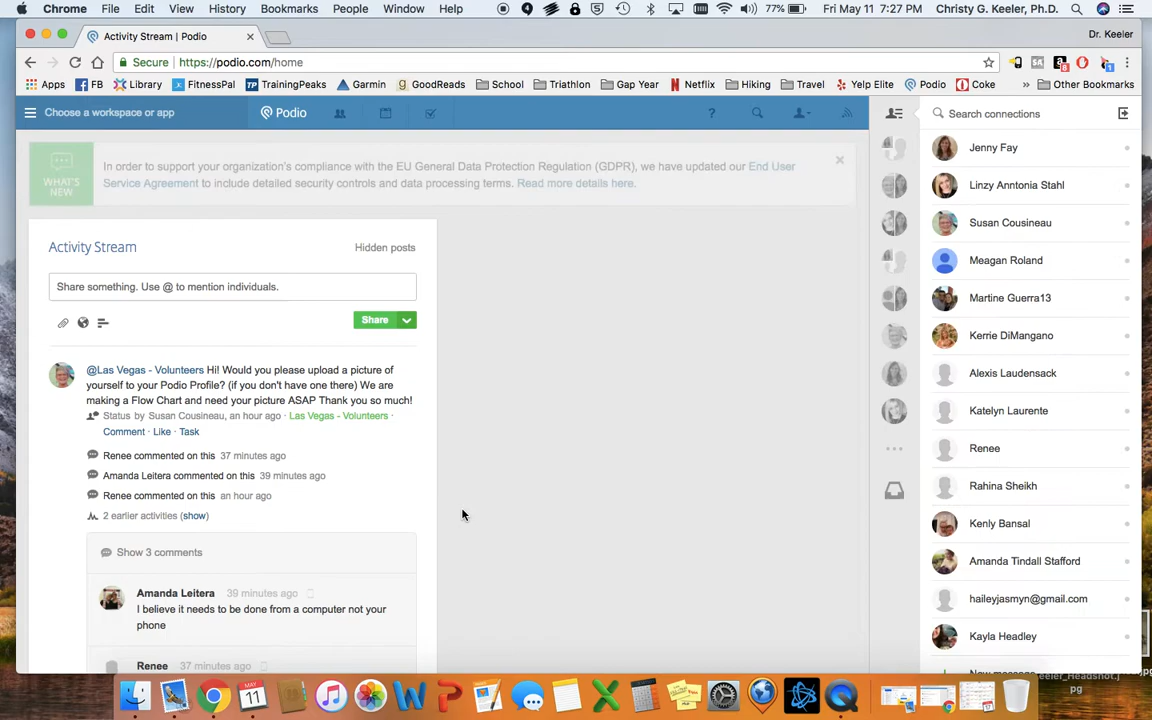 Chrome File Edit View History Bookmarks People Window Help 77% Fri May 11 7:27 PM Christy G. Keeler, Ph.D.
Activity Stream | Podio Dr. Keeler
Secure https://podio.com/home
Apps FB Library FitnessPal TrainingPeaks Garmin GoodReads School Triathlon Gap Year Netflix Hiking Travel Yelp Elite Podio Coke » Other Bookmarks
Choose a workspace or app Podio ? Search connections
WHAT'S NEW
In order to support your organization's compliance with the EU General Data Protection Regulation (GDPR), we have updated our End User
Service Agreement to include detailed security controls and data processing terms. Read more details here.
Activity Stream Hidden posts
Share something. Use @ to mention individuals.
Share
@Las Vegas - Volunteers Hi! Would you please upload a picture of
yourself to your Podio Profile? (if you don't have one there) We are
making a Flow Chart and need your picture ASAP Thank you so much!
Status by Susan Cousineau, an hour ago · Las Vegas - Volunteers ·
Comment · Like · Task
Renee commented on this 37 minutes ago
Amanda Leitera commented on this 39 minutes ago
Renee commented on this an hour ago
2 earlier activities (show)
Show 3 comments
Amanda Leitera 39 minutes ago
I believe it needs to be done from a computer not your
phone
Renee 37 minutes ago
Jenny Fay
Linzy Anntonia Stahl
Susan Cousineau
Meagan Roland
Martine Guerra13
Kerrie DiMangano
Alexis Laudensack
Katelyn Laurente
Renee
Rahina Sheikh
Kenly Bansal
Amanda Tindall Stafford
haileyjasmyn@gmail.com
Kayla Headley
New message
Keeler_Headshot.j
pg
MAY
11